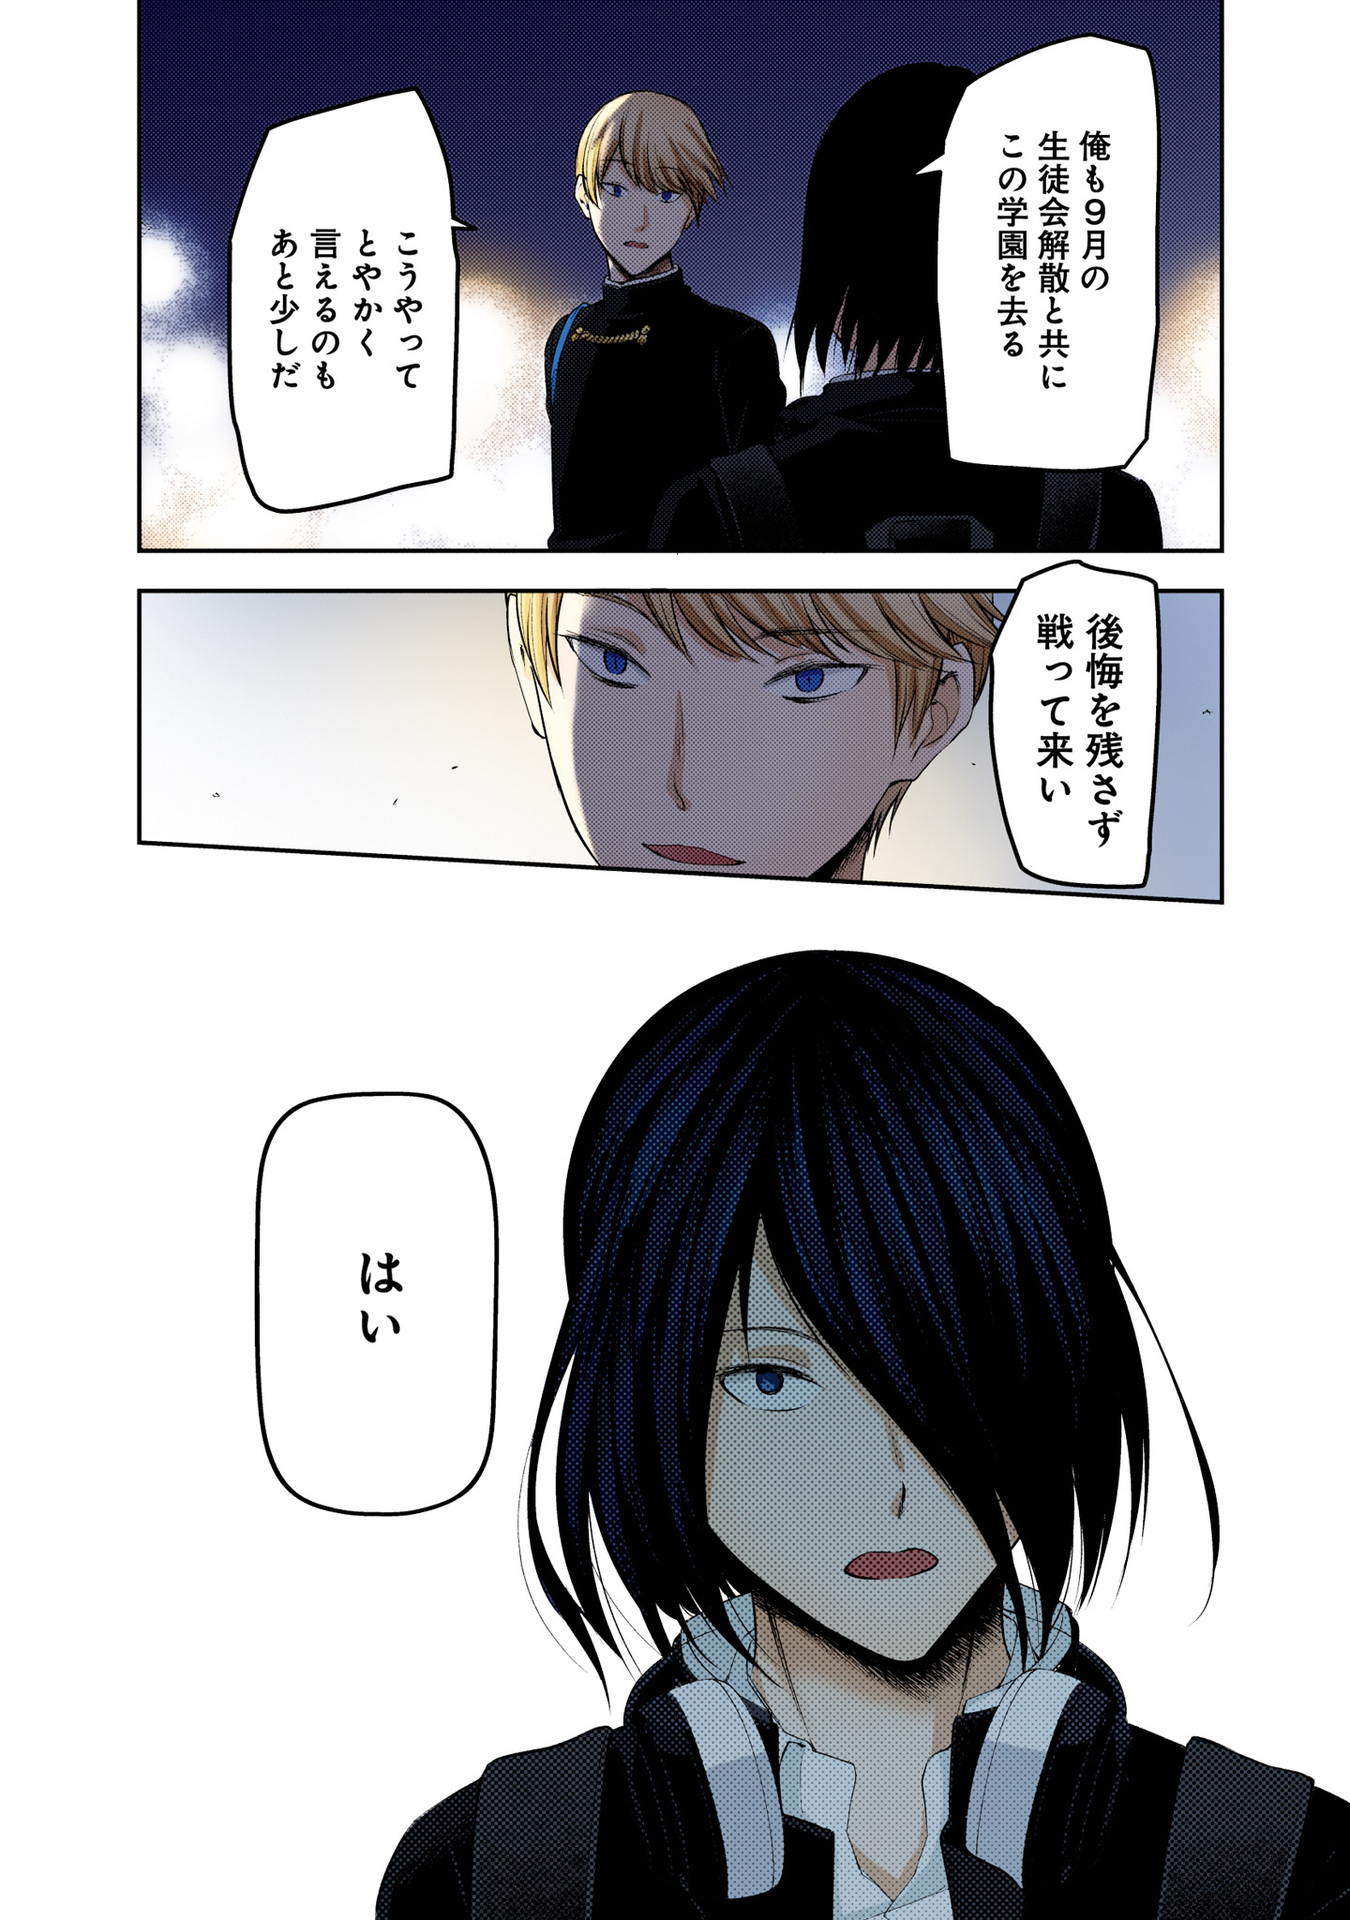 俺も9月の
生徒会解散と共に
この学園を去る
こうやって
とやかく
言えるのも
あと少しだ
後悔を残さず
戦って来い
はい